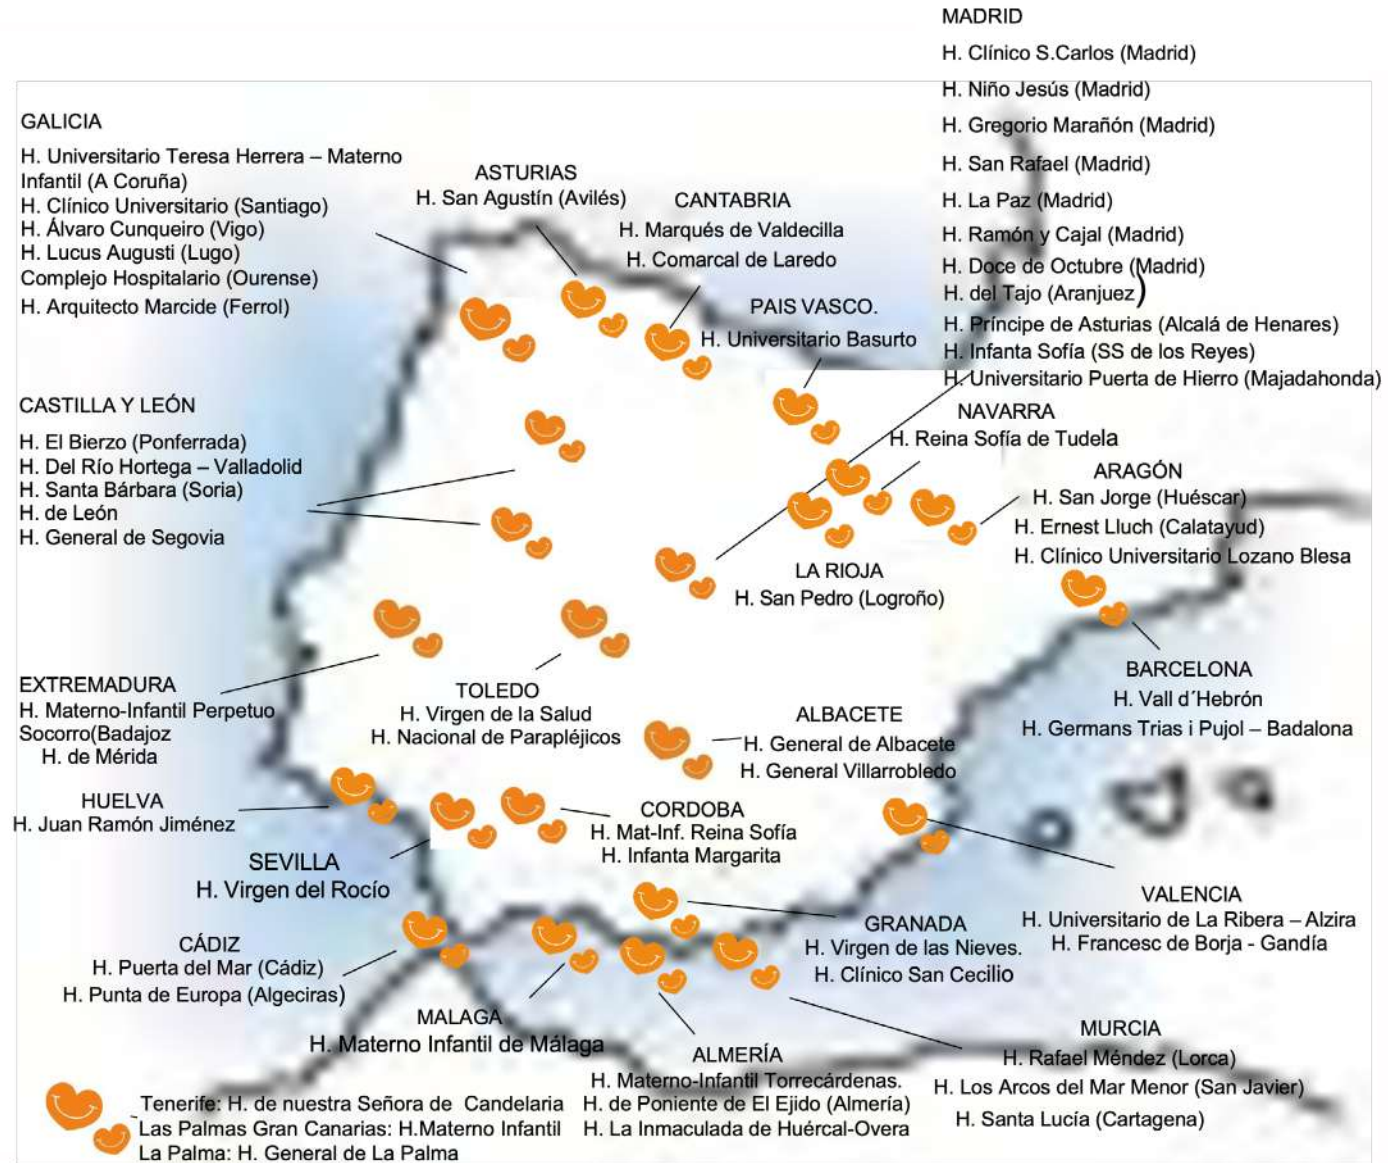 MADRID
H. Clínico S.Carlos (Madrid)
H. Niño Jesús (Madrid)
H. Gregorio Marañón (Madrid)
H. San Rafael (Madrid)
H. La Paz (Madrid)
H. Ramón y Cajal (Madrid)
H. Doce de Octubre (Madrid)
H. del Tajo (Aranjuez)
H. Príncipe de Asturias (Alcalá de Henares)
H. Infanta Sofía (SS de los Reyes)
H. Universitario Puerta de Hierro (Majadahonda)
GALICIA
H. Universitario Teresa Herrera – Materno
Infantil (A Coruña)
H. Clínico Universitario (Santiago)
H. Álvaro Cunqueiro (Vigo)
H. Lucus Augusti (Lugo)
Complejo Hospitalario (Ourense)
H. Arquitecto Marcide (Ferrol)
ASTURIAS
H. San Agustín (Avilés)
CANTABRIA
H. Marqués de Valdecilla
H. Comarcal de Laredo
PAIS VASCO.
H. Universitario Basurto
NAVARRA
H. Reina Sofía de Tudela
CASTILLA Y LEÓN
H. El Bierzo (Ponferrada)
H. Del Río Hortega – Valladolid
H. Santa Bárbara (Soria)
H. de León
H. General de Segovia
ARAGÓN
H. San Jorge (Huéscar)
H. Ernest Lluch (Calatayud)
H. Clínico Universitario Lozano Blesa
LA RIOJA
H. San Pedro (Logroño)
BARCELONA
H. Vall d´Hebrón
H. Germans Trias i Pujol – Badalona
EXTREMADURA
H. Materno-Infantil Perpetuo
Socorro(Badajoz
H. de Mérida
TOLEDO
H. Virgen de la Salud
H. Nacional de Parapléjicos
ALBACETE
H. General de Albacete
H. General Villarrobledo
HUELVA
H. Juan Ramón Jiménez
CORDOBA
H. Mat-Inf. Reina Sofía
H. Infanta Margarita
SEVILLA
H. Virgen del Rocío
VALENCIA
H. Universitario de La Ribera – Alzira
H. Francesc de Borja - Gandía
GRANADA
H. Virgen de las Nieves.
H. Clínico San Cecilio
CÁDIZ
H. Puerta del Mar (Cádiz)
H. Punta de Europa (Algeciras)
MALAGA
H. Materno Infantil de Málaga
ALMERÍA
H. Materno-Infantil Torrecárdenas.
H. de Poniente de El Ejido (Almería)
H. La Inmaculada de Huércal-Overa
MURCIA
H. Rafael Méndez (Lorca)
H. Los Arcos del Mar Menor (San Javier)
H. Santa Lucía (Cartagena)
Tenerife: H. de nuestra Señora de Candelaria
Las Palmas Gran Canarias: H.Materno Infantil
La Palma: H. General de La Palma